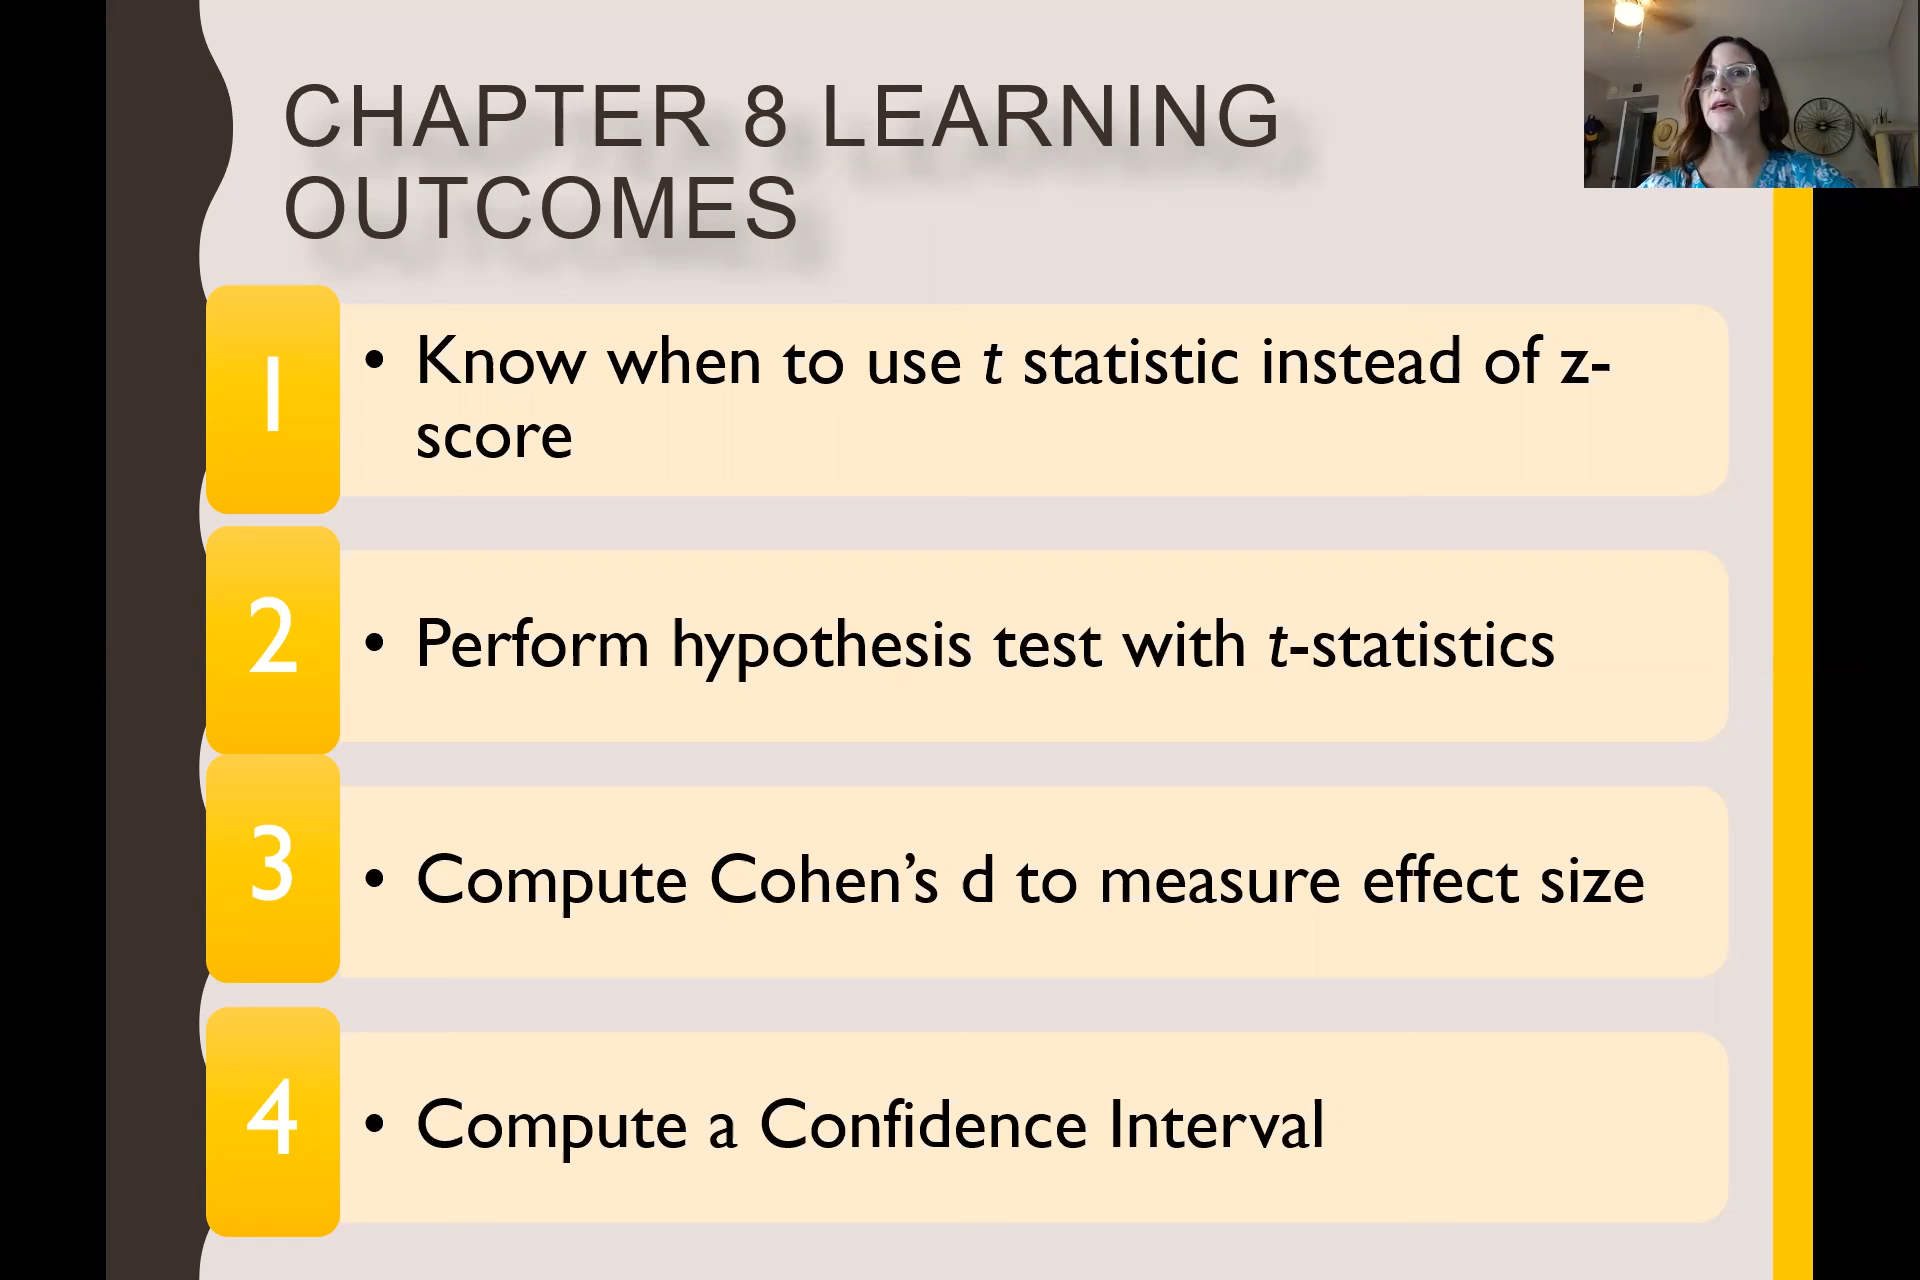 CHAPTER 8 LEARNING
OUTCOMES
1
• Know when to use t statistic instead of z-
score
2
• Perform hypothesis test with t-statistics
3
• Compute Cohen’s d to measure effect size
4
• Compute a Confidence Interval